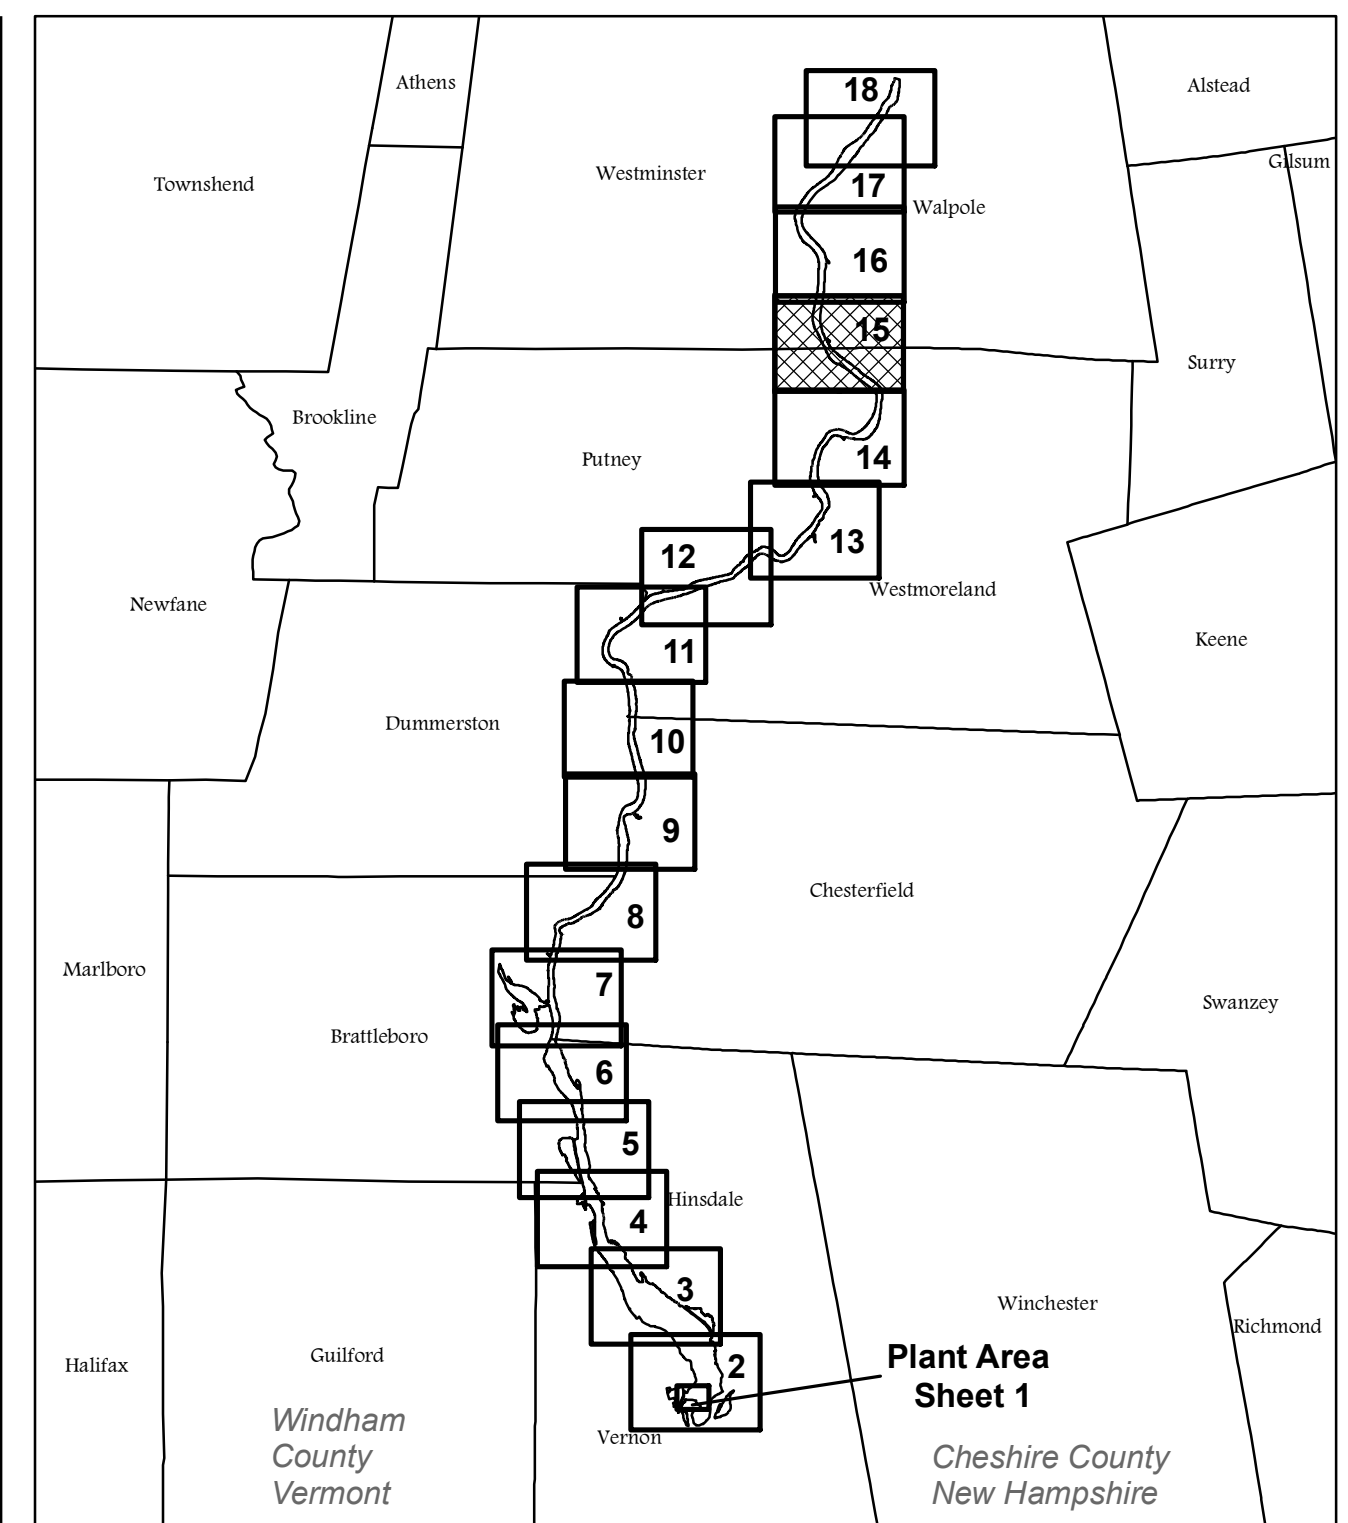 Athens
18
Alstead
Gilsum
Townshend
Westminster
17
Walpole
16
15
Surry
Brookline
Putney
14
13
12
Westmoreland
Newfane
Keene
11
Dummerston
10
9
Chesterfield
8
Marlboro
7
Swanzey
Brattleboro
6
5
Hinsdale
4
3
Winchester
Richmond
Guilford
Halifax
2
Plant Area
Sheet 1
Vernon
Windham
County
Vermont
Cheshire County
New Hampshire